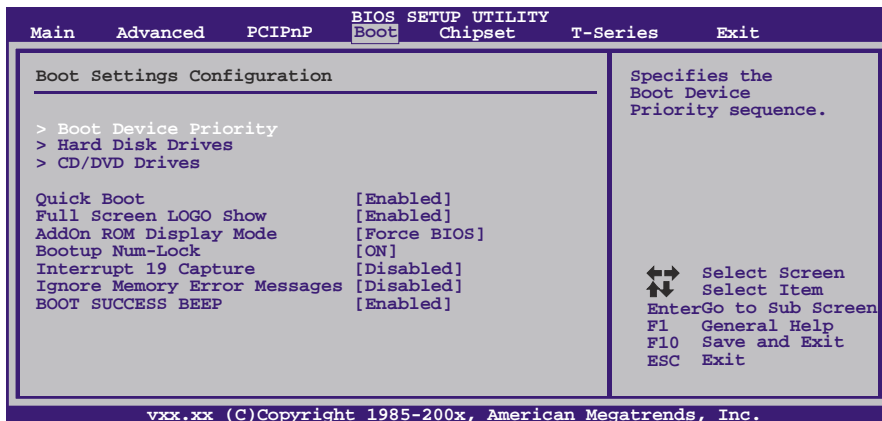 BIOS SETUP UTILITY
Main Advanced PCIPnP Boot Chipset T-Series Exit
Boot Settings Configuration
> Boot Device Priority
> Hard Disk Drives
> CD/DVD Drives
Quick Boot [Enabled]
Full Screen LOGO Show [Enabled]
AddOn ROM Display Mode [Force BIOS]
Bootup Num-Lock [ON]
Interrupt 19 Capture [Disabled]
Ignore Memory Error Messages [Disabled]
BOOT SUCCESS BEEP [Enabled]
Specifies the
Boot Device
Priority sequence.
Select Screen
Select Item
EnterGo to Sub Screen
F1 General Help
F10 Save and Exit
ESC Exit
vxx.xx (C)Copyright 1985-200x, American Megatrends, Inc.